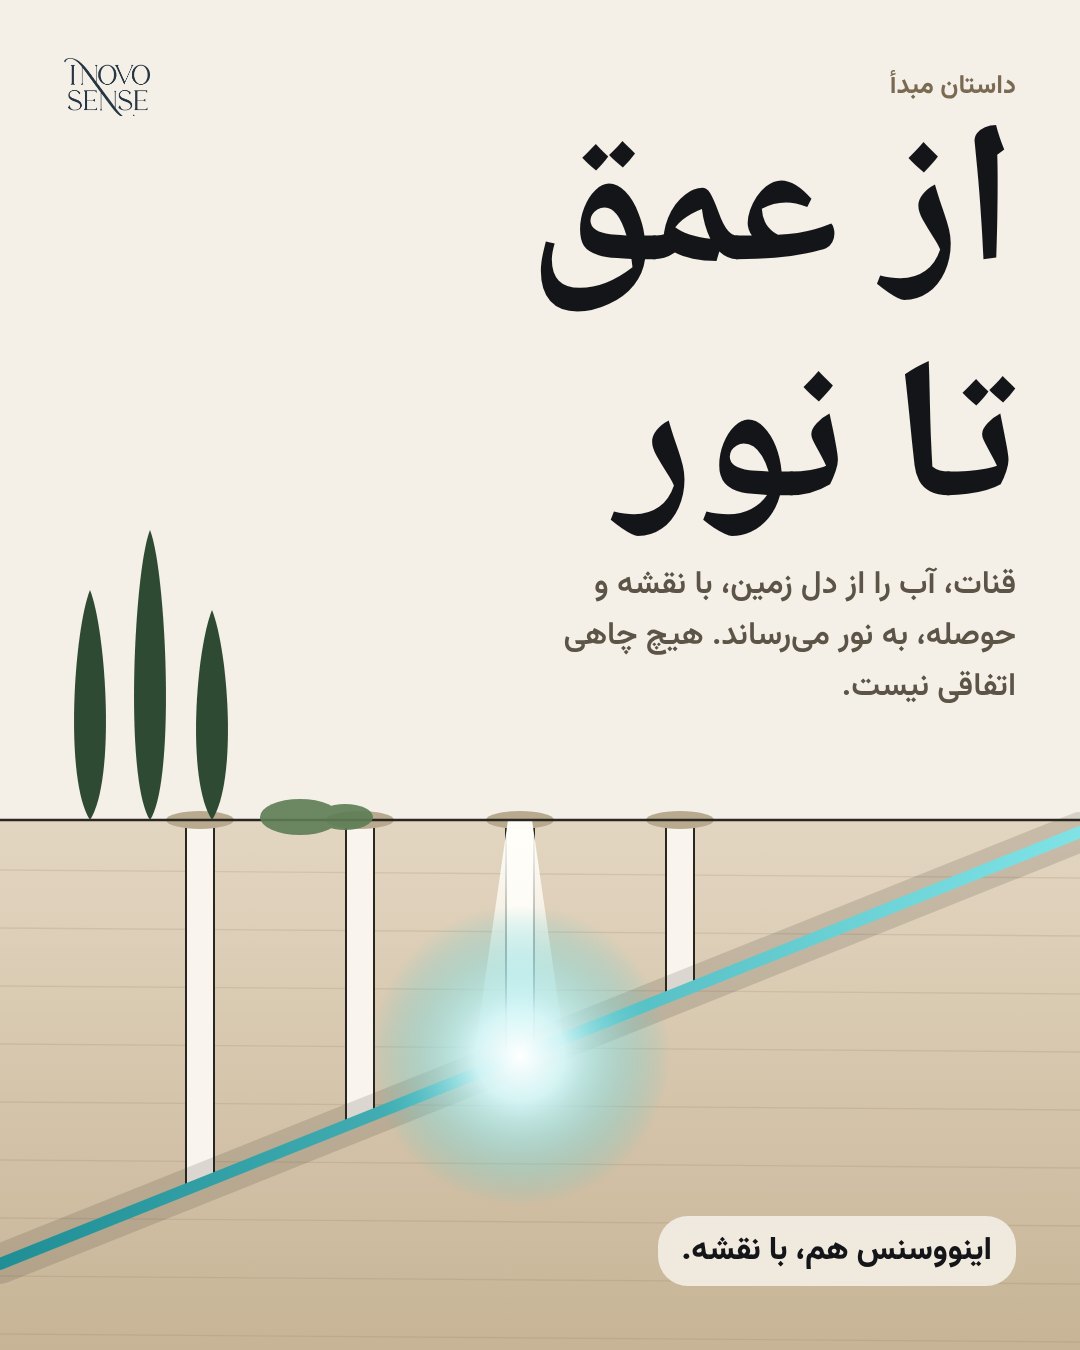 INOVO
SENSE
داستان مبدأ
از عمق
تا نور
قنات، آب را از دل زمین، با نقشه و
حوصله، به نور می‌رساند. هیچ چاهی
اتفاقی نیست.
اینووسنس هم، با نقشه.